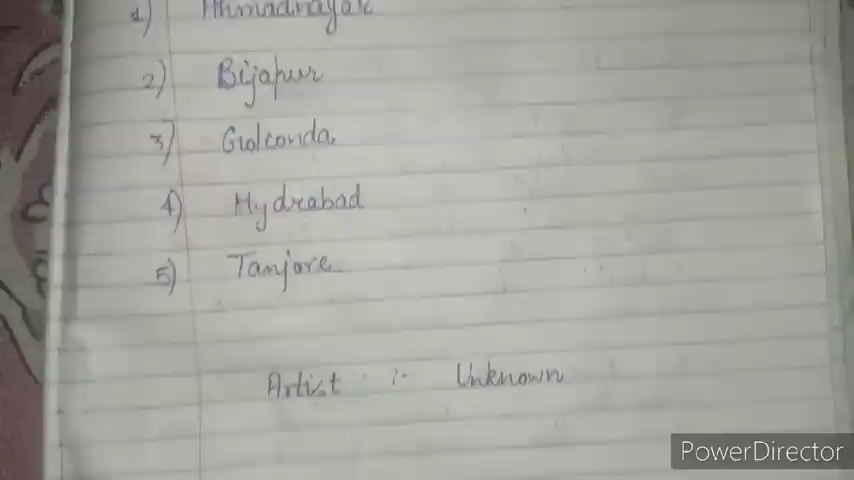 1) Ahmadnagar
2) Bijapur
3) Golconda
4) Hydrabad
5) Tanjore
Artist :- Unknown
PowerDirector